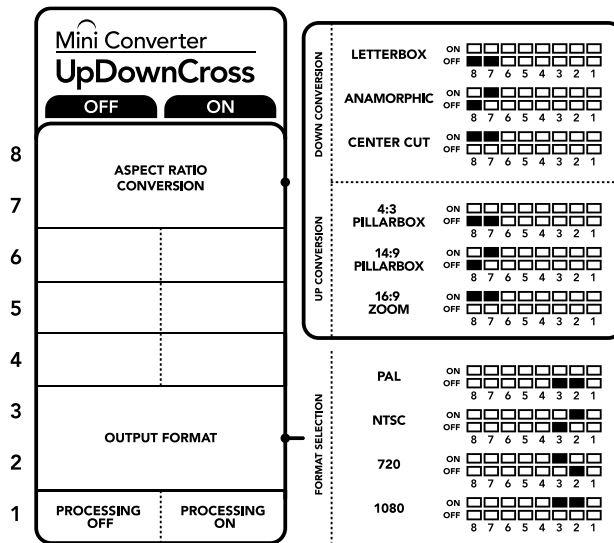 Mini Converter
UpDownCross
OFF ON
8
7
6
5
4
3
2
1
ASPECT RATIO
CONVERSION
OUTPUT FORMAT
PROCESSING
OFF
PROCESSING
ON
DOWN CONVERSION
LETTERBOX
ON
OFF
8 7 6 5 4 3 2 1
ANAMORPHIC
ON
OFF
8 7 6 5 4 3 2 1
CENTER CUT
ON
OFF
8 7 6 5 4 3 2 1
UP CONVERSION
4:3
PILLARBOX
ON
OFF
8 7 6 5 4 3 2 1
14:9
PILLARBOX
ON
OFF
8 7 6 5 4 3 2 1
16:9
ZOOM
ON
OFF
8 7 6 5 4 3 2 1
FORMAT SELECTION
PAL
ON
OFF
8 7 6 5 4 3 2 1
NTSC
ON
OFF
8 7 6 5 4 3 2 1
720
ON
OFF
8 7 6 5 4 3 2 1
1080
ON
OFF
8 7 6 5 4 3 2 1